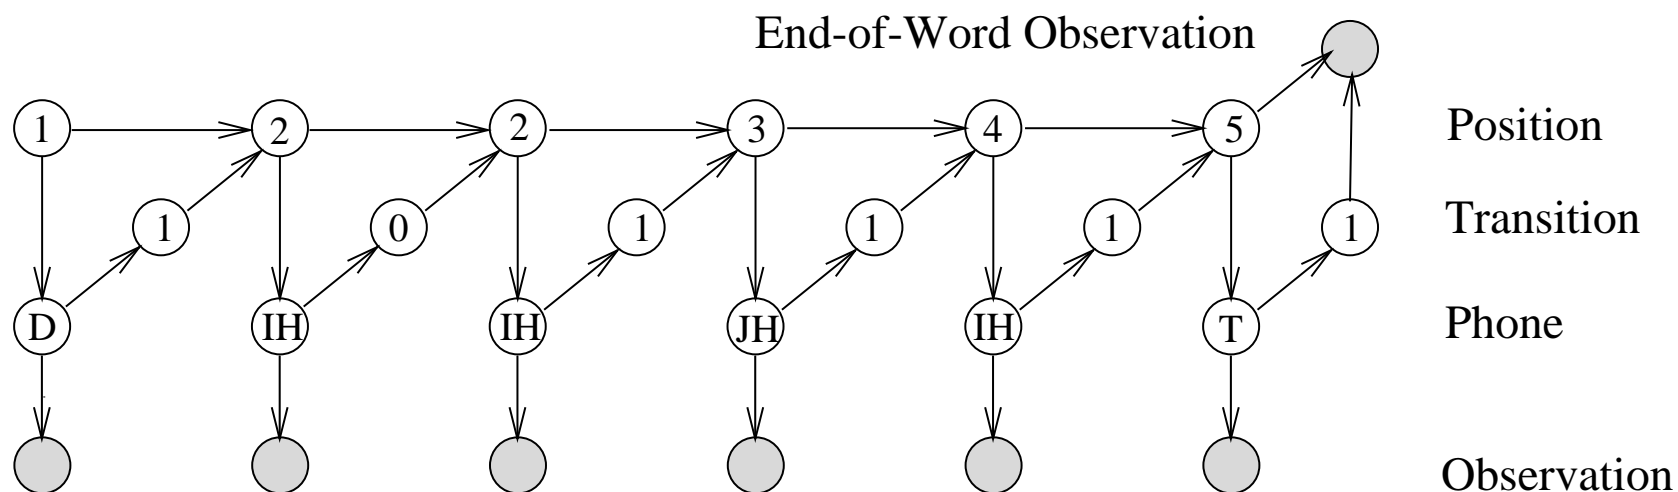 End-of-Word Observation
1 2 2 3 4 5 Position
1 0 1 1 1 1 Transition
D IH IH JH IH T Phone
Observation